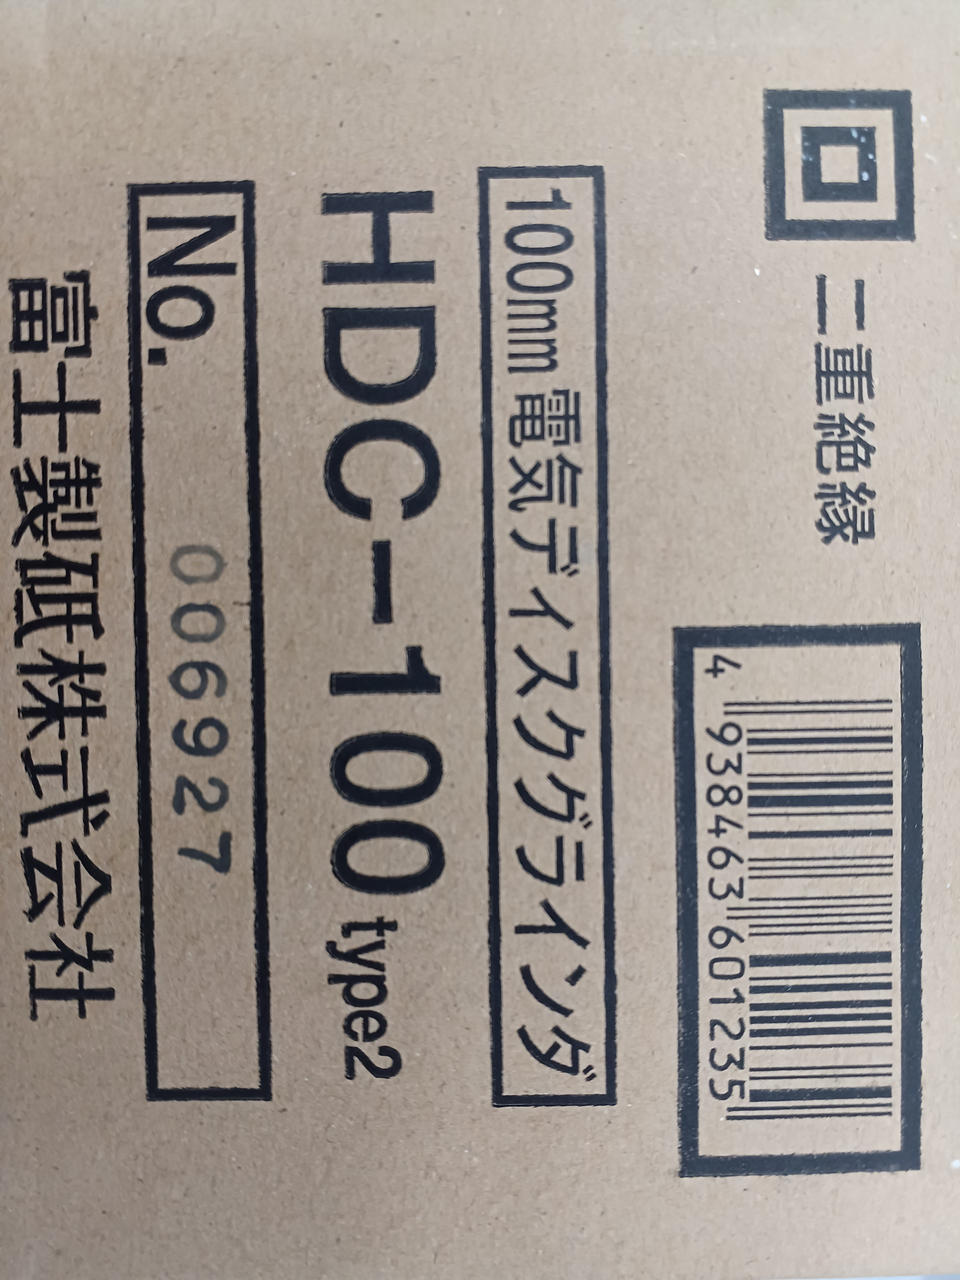 二重絶縁
4 938463 601235
100mm 電気ディスクグラインダ
HDC-100 type2
No. 006927
富士製砥株式会社